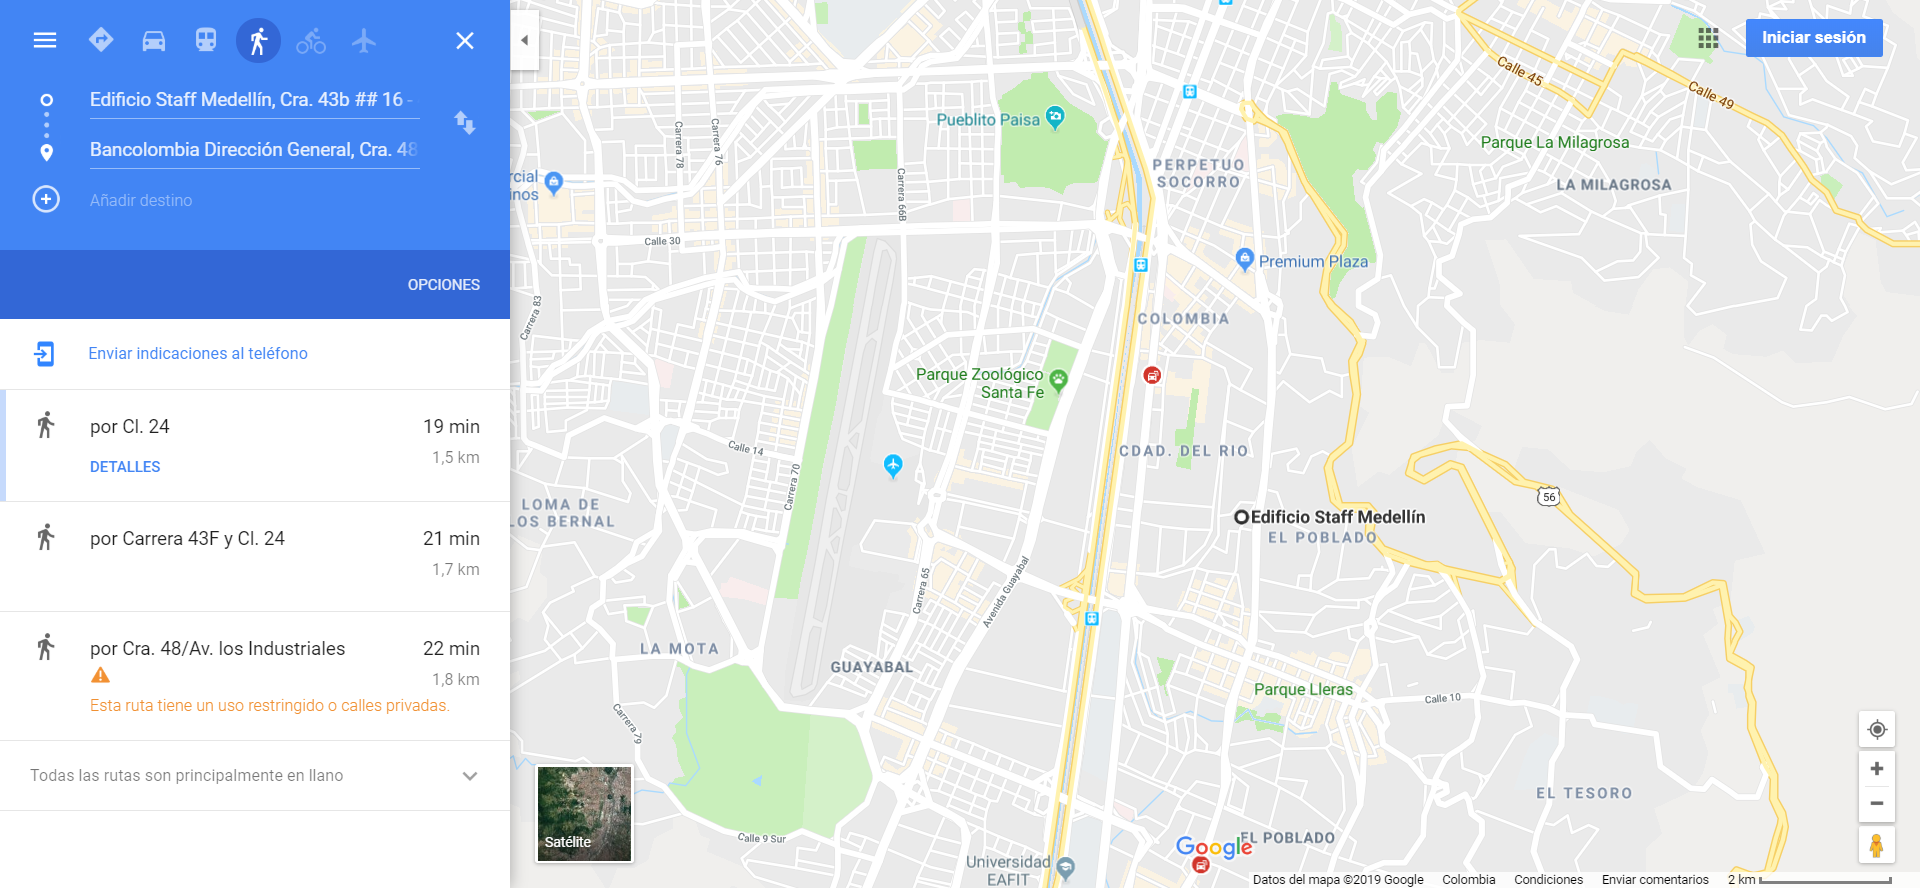 Edificio Staff Medellín, Cra. 43b ## 16 -
Bancolombia Dirección General, Cra. 48
Añadir destino
OPCIONES
Enviar indicaciones al teléfono
por Cl. 24
19 min
1,5 km
DETALLES
por Carrera 43F y Cl. 24
21 min
1,7 km
por Cra. 48/Av. los Industriales
22 min
1,8 km
Esta ruta tiene un uso restringido o calles privadas.
Todas las rutas son principalmente en llano
Iniciar sesión
Calle 45
Calle 49
Pueblito Paisa
Parque La Milagrosa
PERPETUO
SOCORRO
LA MILAGROSA
Carrera 78
Carrera 76
Carrera 66B
rcial
inos
Calle 30
Premium Plaza
Carrera 83
COLOMBIA
Parque Zoológico
Santa Fe
Calle 14
Carrera 70
CDAD. DEL RIO
56
LOMA DE
LOS BERNAL
Edificio Staff Medellín
EL POBLADO
Carrera 65
Avenida Guayabal
LA MOTA
GUAYABAL
Parque Lleras
Calle 10
Carrera 79
EL TESORO
Satélite
Calle 9 Sur
Google
EL POBLADO
Universidad
EAFIT
Datos del mapa ©2019 Google
Colombia
Condiciones
Enviar comentarios
2 km